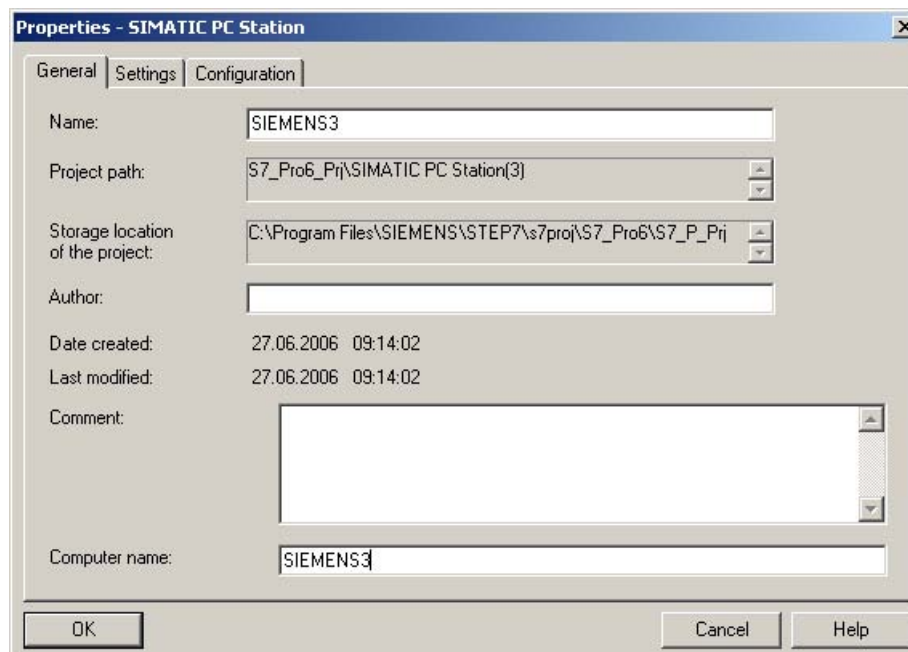 Properties - SIMATIC PC Station
General Settings Configuration
Name: SIEMENS3
Project path: S7_Pro6_Prj\SIMATIC PC Station(3)
Storage location
of the project: C:\Program Files\SIEMENS\STEP7\s7proj\S7_Pro6\S7_P_Prj
Author:
Date created: 27.06.2006 09:14:02
Last modified: 27.06.2006 09:14:02
Comment:
Computer name: SIEMENS3
OK Cancel Help